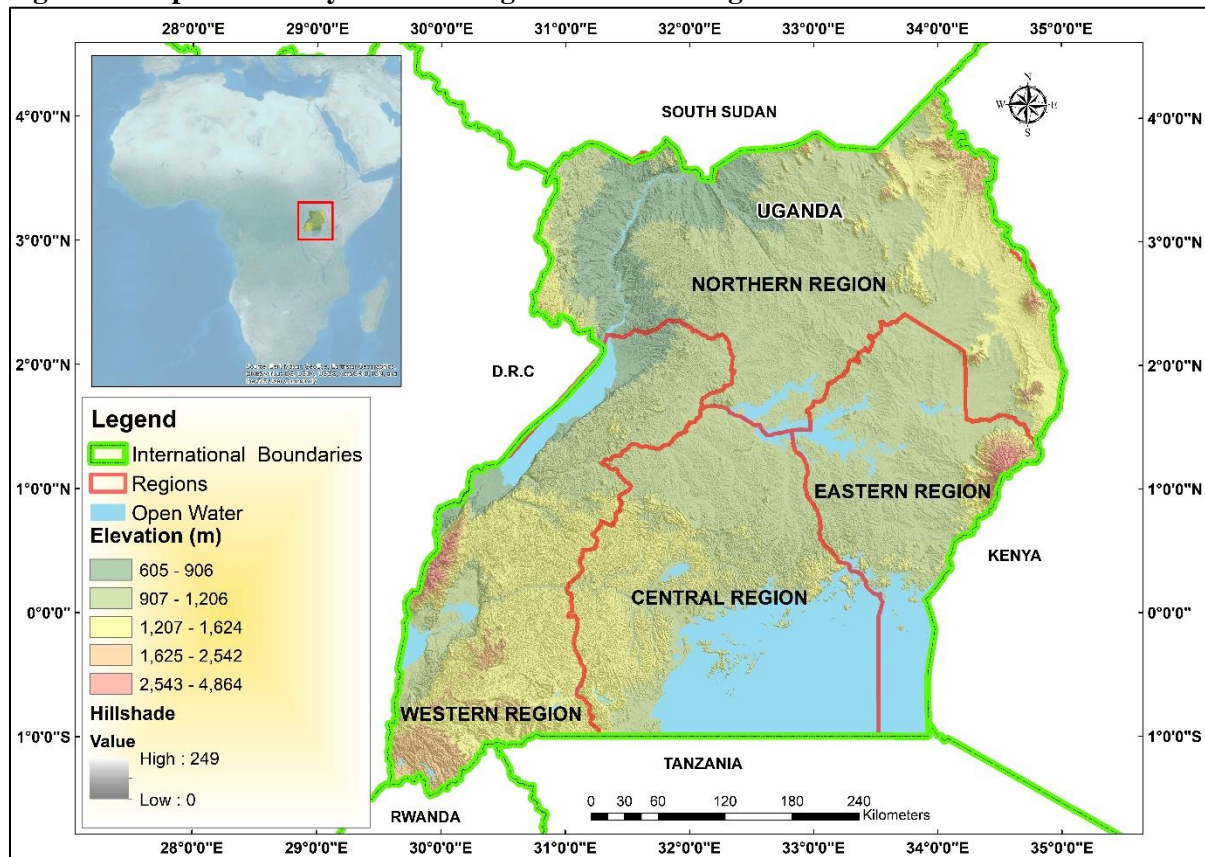 28°0'0"E 29°0'0"E 30°0'0"E 31°0'0"E 32°0'0"E 33°0'0"E 34°0'0"E 35°0'0"E
N
W E
S
4°0'0"N 4°0'0"N
SOUTH SUDAN
UGANDA
3°0'0"N 3°0'0"N
NORTHERN REGION
2°0'0"N 2°0'0"N
D.R.C
Legend
International Boundaries
Regions
Open Water
Elevation (m)
605 - 906
907 - 1,206
1,207 - 1,624
1,625 - 2,542
2,543 - 4,864
Hillshade
Value
High : 249
Low : 0
1°0'0"N 1°0'0"N
EASTERN REGION
KENYA
0°0'0" 0°0'0"
CENTRAL REGION
WESTERN REGION
1°0'0"S 1°0'0"S
TANZANIA
RWANDA
0 30 60 120 180 240
Kilometers
28°0'0"E 29°0'0"E 30°0'0"E 31°0'0"E 32°0'0"E 33°0'0"E 34°0'0"E 35°0'0"E